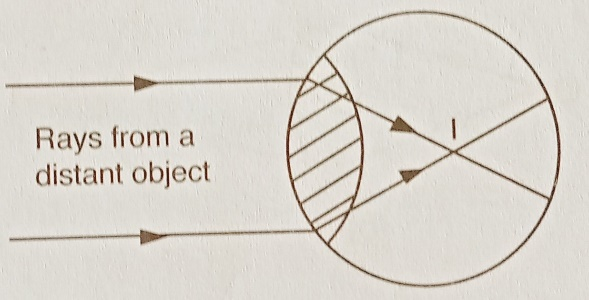 Rays from a
distant object
I